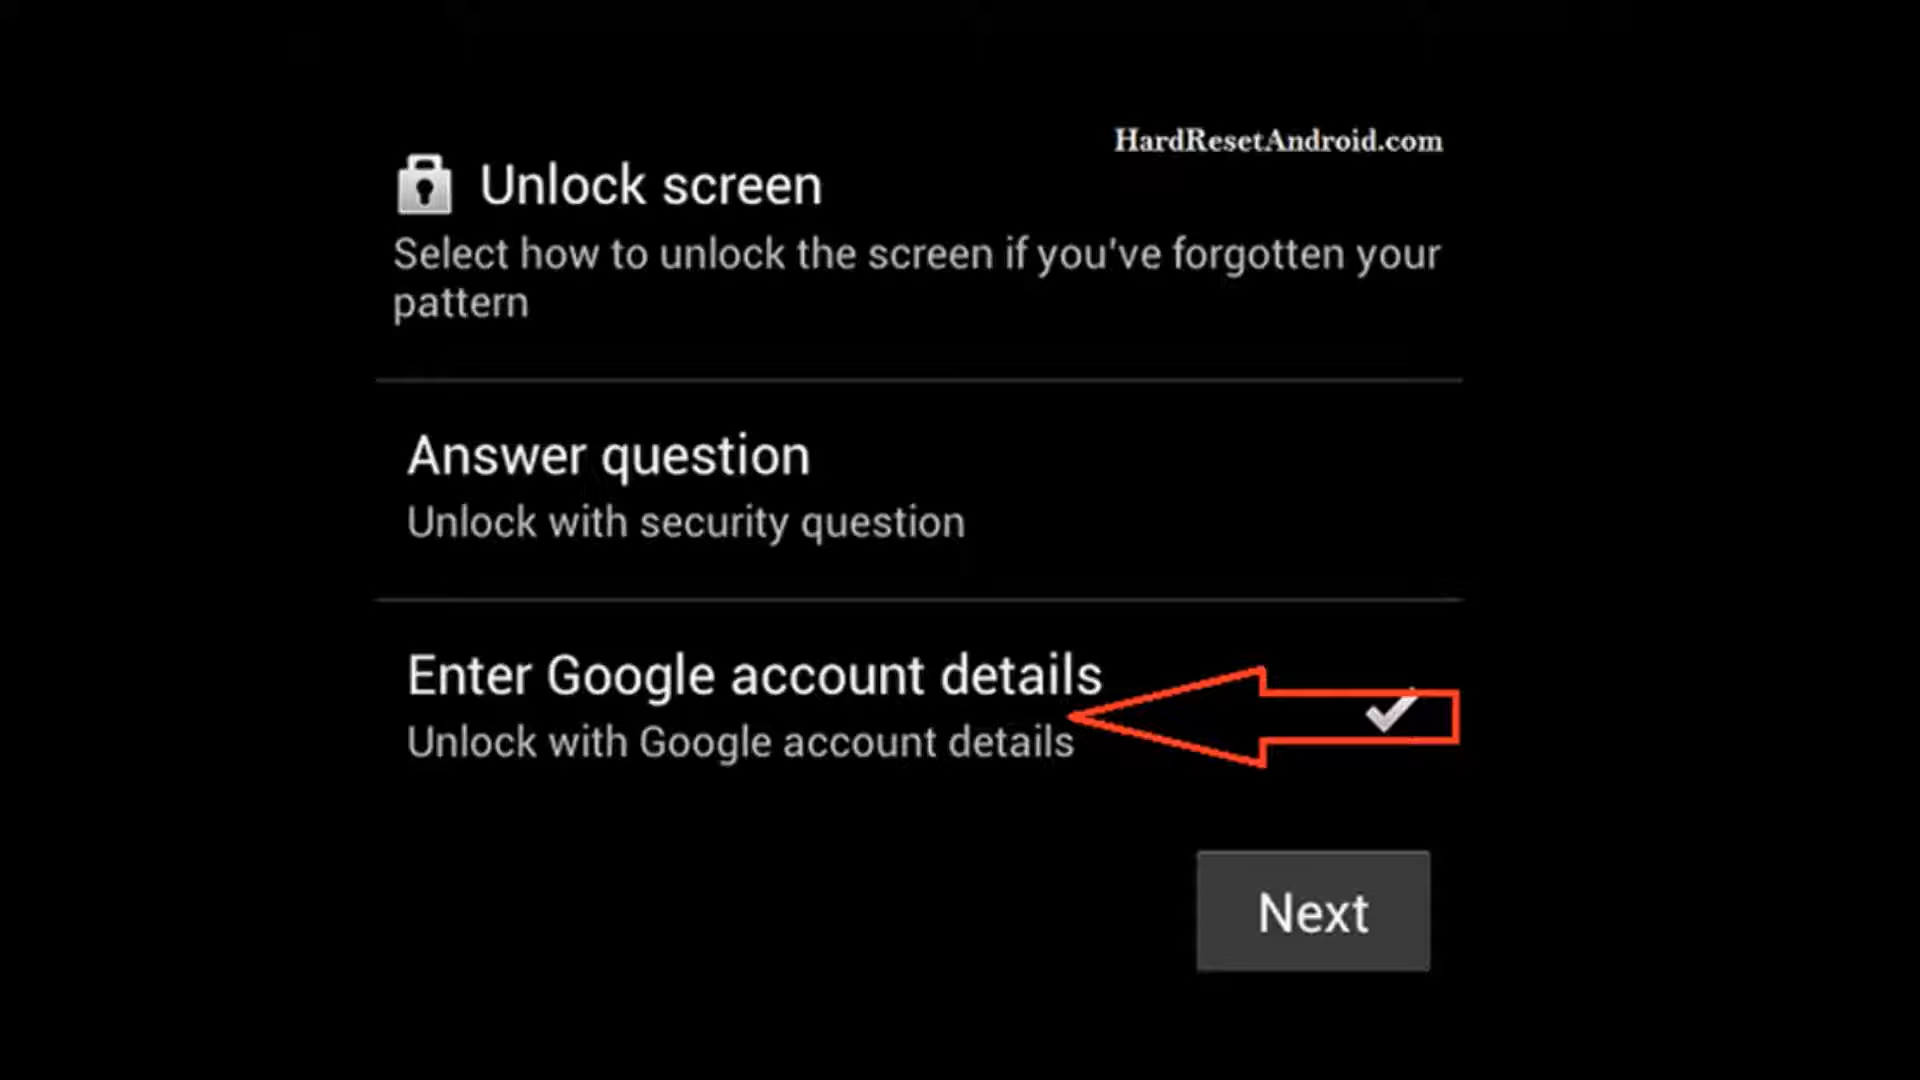 HardResetAndroid.com
Unlock screen
Select how to unlock the screen if you've forgotten your
pattern
Answer question
Unlock with security question
Enter Google account details
Unlock with Google account details
Next